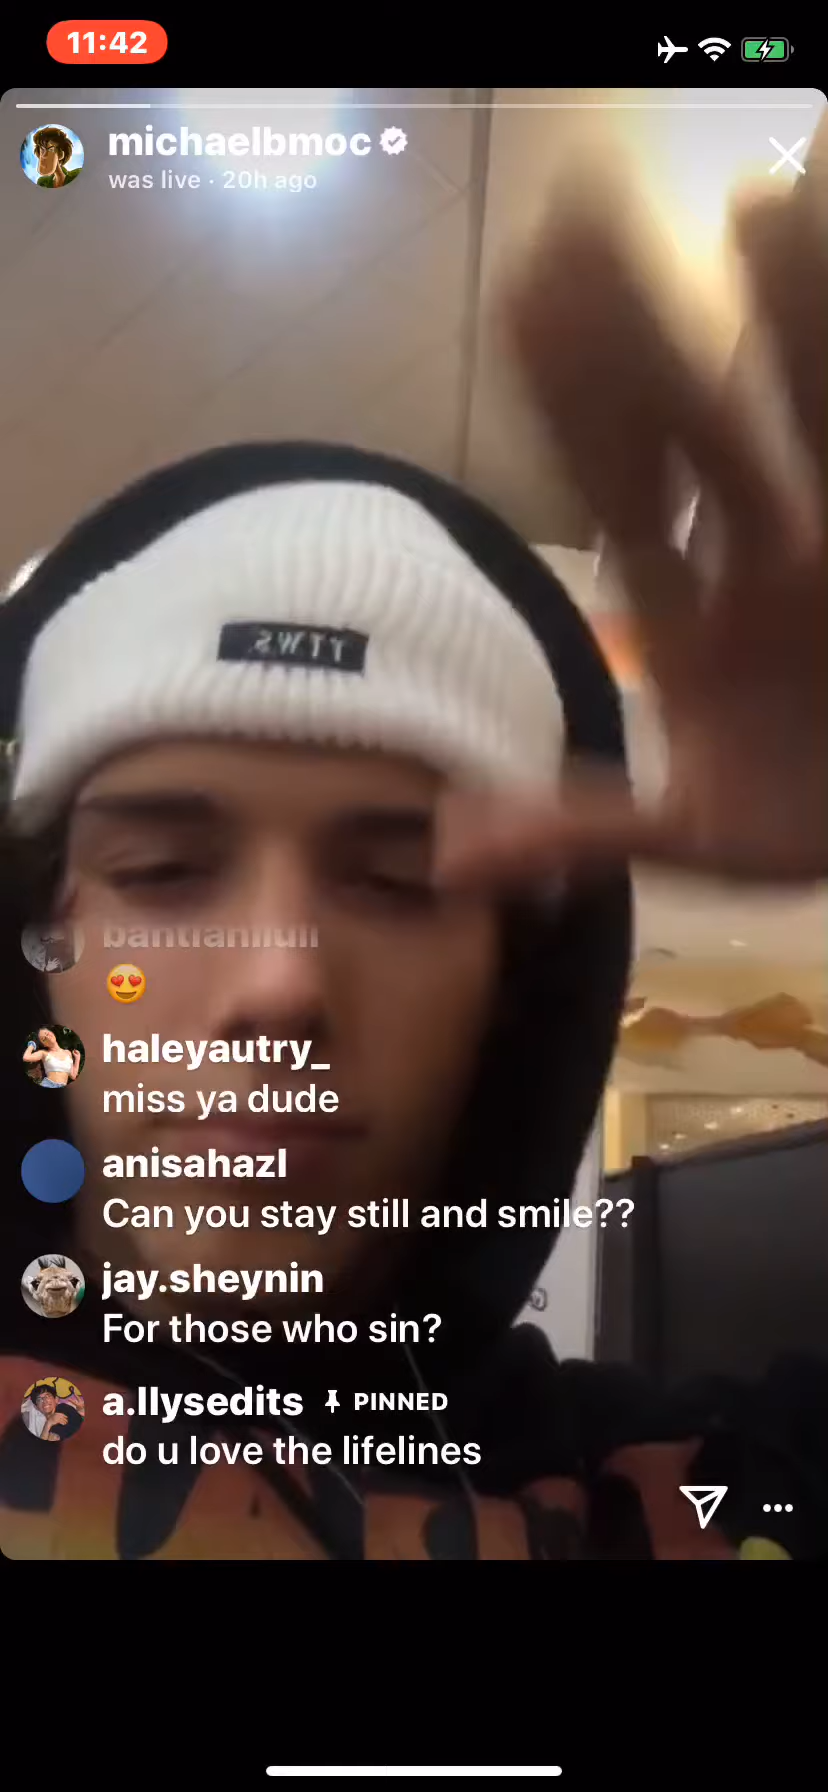 11:42
michaelbmoc
was live · 20h ago
😍
haleyautry_
miss ya dude
anisahazl
Can you stay still and smile??
jay.sheynin
For those who sin?
a.llysedits PINNED
do u love the lifelines